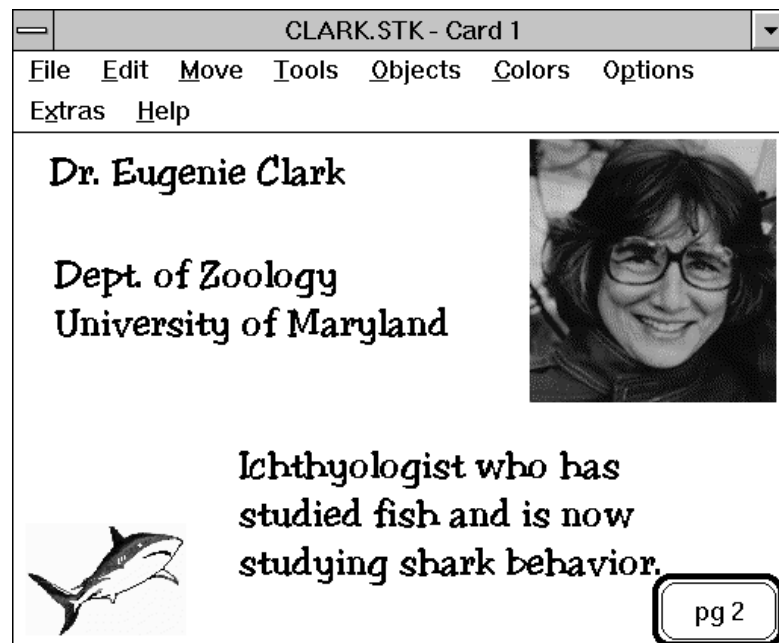 CLARK.STK - Card 1
File Edit Move Tools Objects Colors Options
Extras Help
Dr. Eugenie Clark
Dept. of Zoology
University of Maryland
Ichthyologist who has
studied fish and is now
studying shark behavior.
pg 2